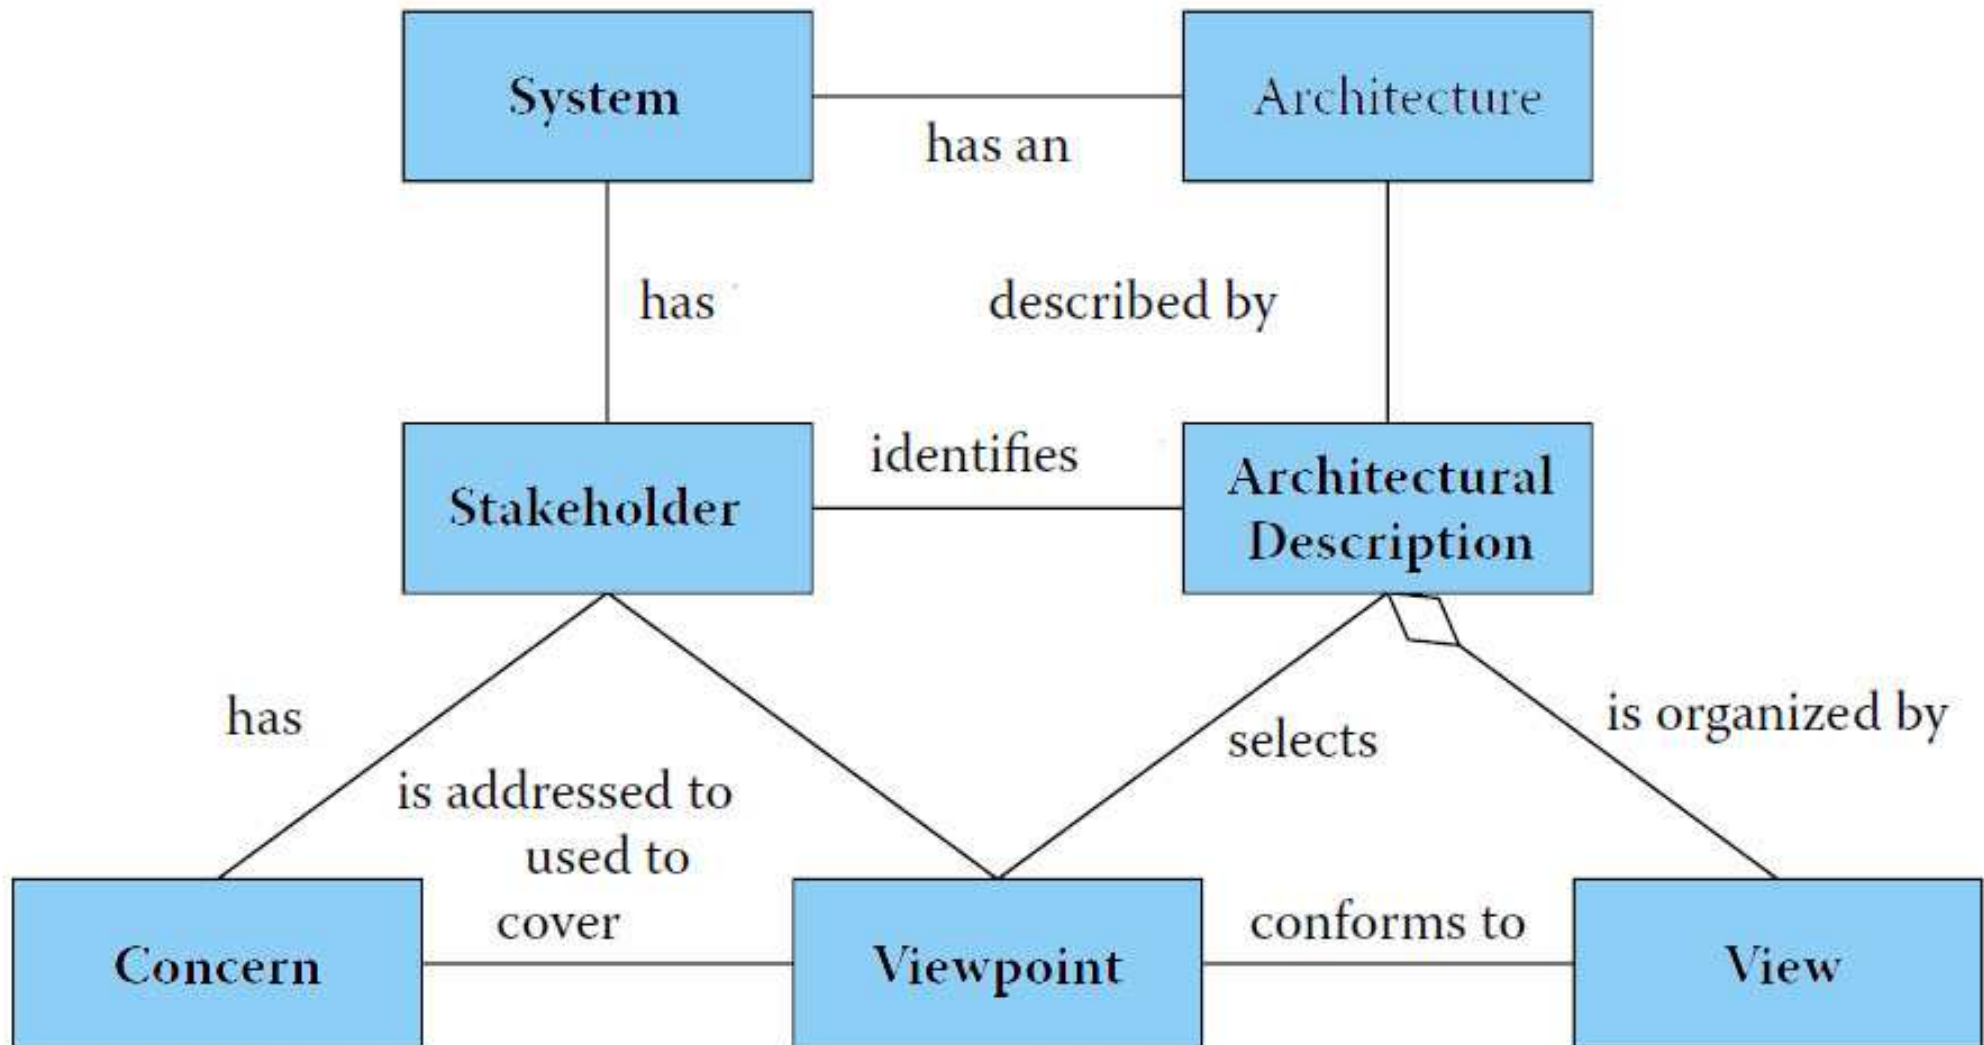 System
Architecture
has an
has
described by
identifies
Stakeholder
Architectural
Description
has
selects
is organized by
is addressed to
used to
cover
conforms to
Concern
Viewpoint
View